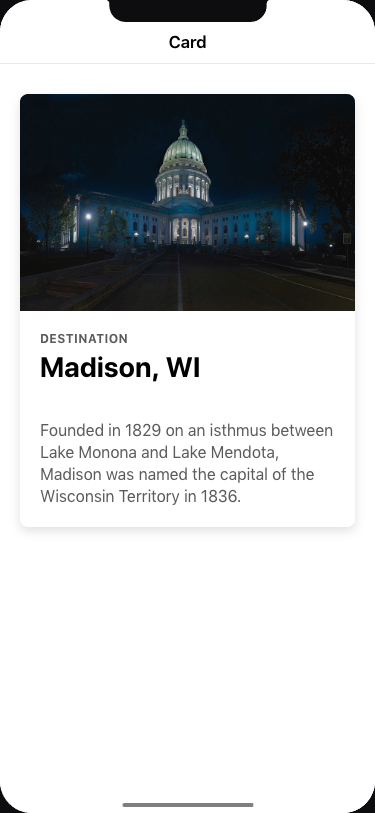 Card
DESTINATION
Madison, WI
Founded in 1829 on an isthmus between
Lake Monona and Lake Mendota,
Madison was named the capital of the
Wisconsin Territory in 1836.